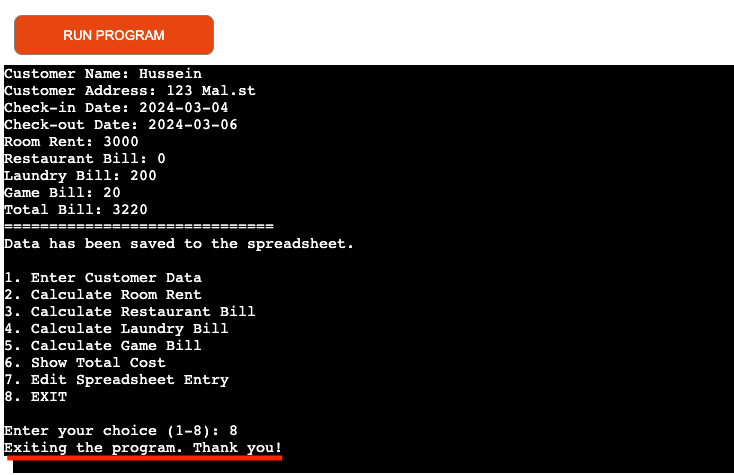 RUN PROGRAM
Customer Name: Hussein
Customer Address: 123 Mal.st
Check-in Date: 2024-03-04
Check-out Date: 2024-03-06
Room Rent: 3000
Restaurant Bill: 0
Laundry Bill: 200
Game Bill: 20
Total Bill: 3220
==============================
Data has been saved to the spreadsheet.
1. Enter Customer Data
2. Calculate Room Rent
3. Calculate Restaurant Bill
4. Calculate Laundry Bill
5. Calculate Game Bill
6. Show Total Cost
7. Edit Spreadsheet Entry
8. EXIT
Enter your choice (1-8): 8
Exiting the program. Thank you!